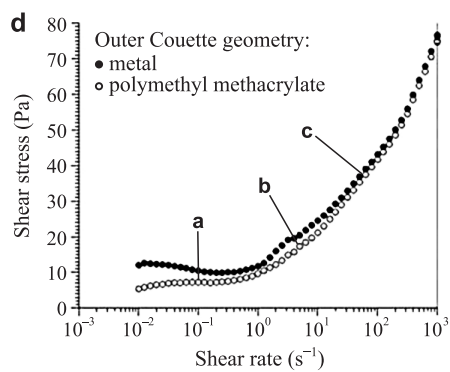 d
Outer Couette geometry:
● metal
○ polymethyl methacrylate
Shear stress (Pa)
80
70
60
50
40
30
20
10
0
a
b
c
10⁻³
10⁻²
10⁻¹
10⁰
10¹
10²
10³
Shear rate (s⁻¹)